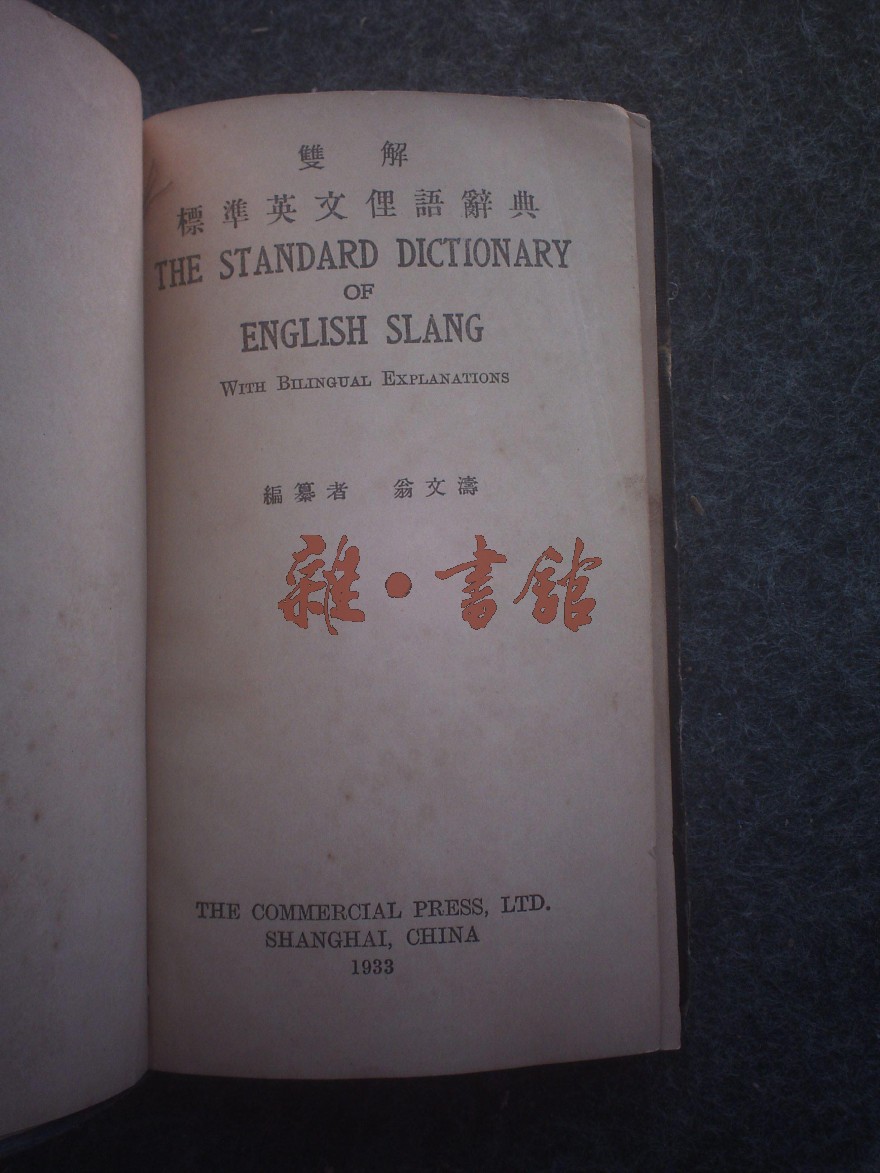 雙解
標準英文俚語辭典
THE STANDARD DICTIONARY
OF
ENGLISH SLANG
WITH BILINGUAL EXPLANATIONS
編纂者 翁文濤
雜·書館
THE COMMERCIAL PRESS, LTD.
SHANGHAI, CHINA
1933